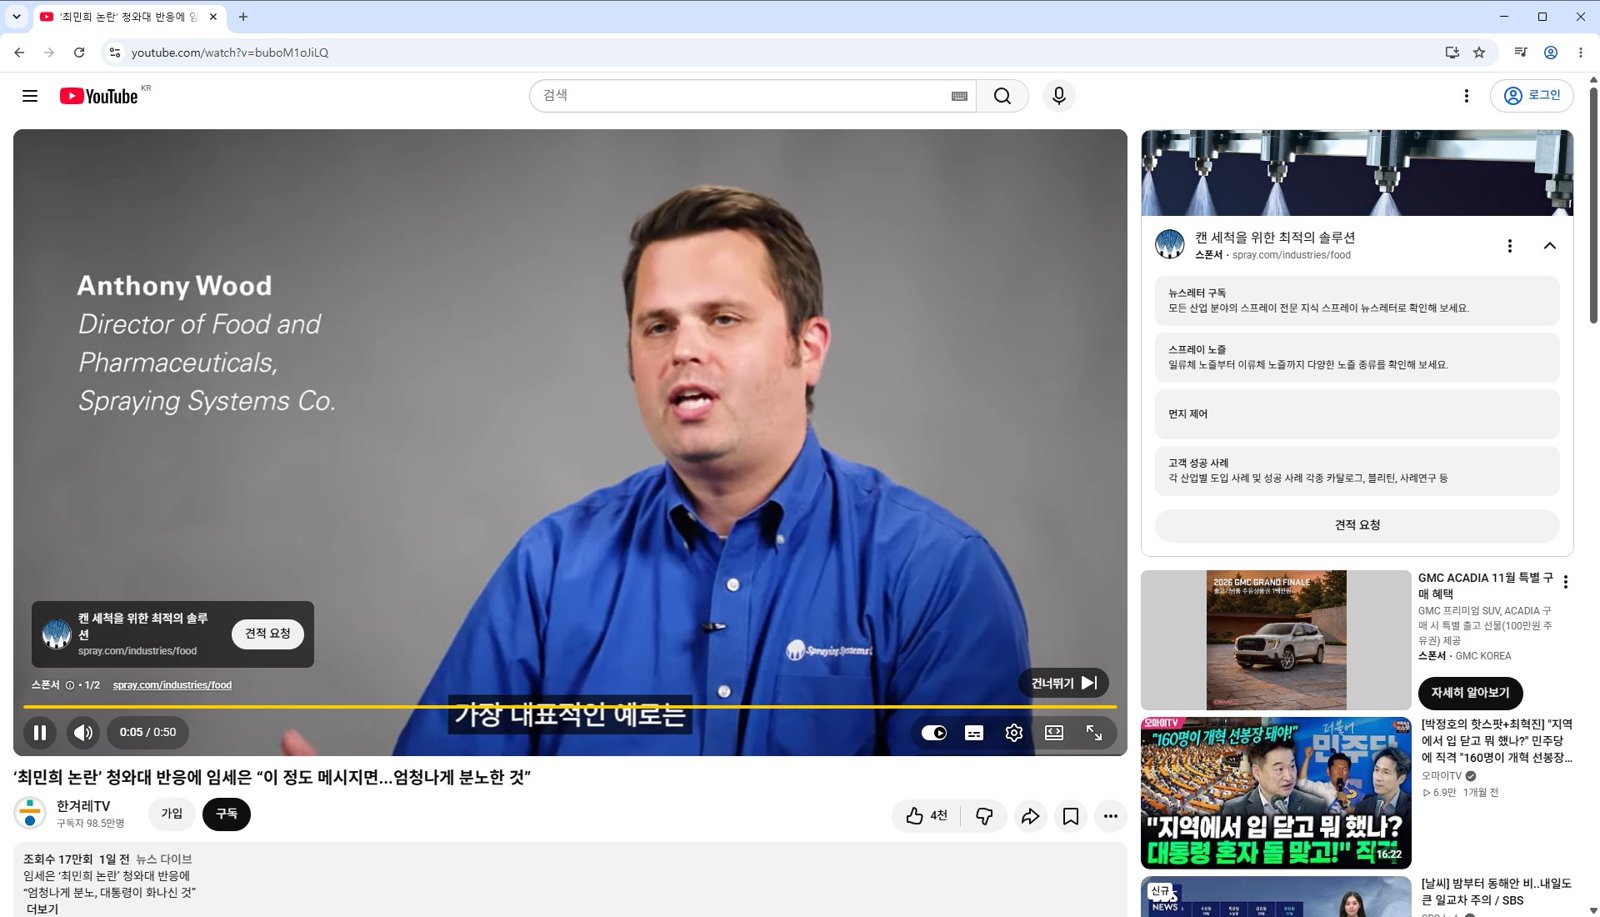 '최민희 논란' 청와대 반응에 임
youtube.com/watch?v=buboM1oJiLQ
YouTube KR
검색
로그인
Anthony Wood
Director of Food and
Pharmaceuticals,
Spraying Systems Co.
Spraying Systems
캔 세척을 위한 최적의 솔루
션
spray.com/industries/food
견적 요청
스폰서 · 1/2 spray.com/industries/food
건너뛰기
가장 대표적인 예로는
0:05 / 0:50
'최민희 논란' 청와대 반응에 임세은 "이 정도 메시지면...엄청나게 분노한 것"
한겨레TV
구독자 98.5만명
가입
구독
4천
조회수 17만회 1일 전 뉴스 다이브
임세은 '최민희 논란' 청와대 반응에
"엄청나게 분노, 대통령이 화나신 것"
더보기
캔 세척을 위한 최적의 솔루션
스폰서 · spray.com/industries/food
뉴스레터 구독
모든 산업 분야의 스프레이 전문 지식 스프레이 뉴스레터로 확인해 보세요.
스프레이 노즐
일류체 노즐부터 이류체 노즐까지 다양한 노즐 종류를 확인해 보세요.
먼지 제어
고객 성공 사례
각 산업별 도입 사례 및 성공 사례 각종 카탈로그, 블리틴, 사례연구 등
견적 요청
2026 GMC GRAND FINALE
GMC ACADIA 11월 특별 구
매 혜택
GMC 프리미엄 SUV, ACADIA 구
매 시 특별 출고 선물(100만원 주
유권) 제공
스폰서 · GMC KOREA
자세히 알아보기
오마이TV
"160명이 개혁 선봉장 돼야!"
더불어
민주당
"지역에서 입 닫고 뭐 했나?
대통령 혼자 돌 맞고!" 직격
16:22
[박정호의 핫스팟+최혁진] "지역
에서 입 닫고 뭐 했나?" 민주당
에 직격 "160명이 개혁 선봉장...
오마이TV
6.9만 1개월 전
신규
NEWS
[날씨] 밤부터 동해안 비..내일도
큰 일교차 주의 / SBS